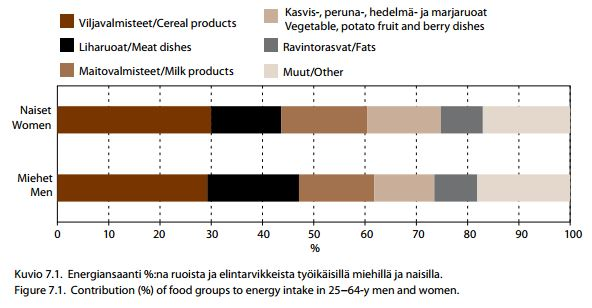 Viljavalmisteet/Cereal products
Liharuoat/Meat dishes
Maitovalmisteet/Milk products
Kasvis-, peruna-, hedelmä- ja marjaruoat
Vegetable, potato fruit and berry dishes
Ravintorasvat/Fats
Muut/Other
Naiset
Women
Miehet
Men
0 10 20 30 40 50 60 70 80 90 100
%
Kuvio 7.1. Energiansaanti %:na ruoista ja elintarvikkeista työikäisillä miehillä ja naisilla.
Figure 7.1. Contribution (%) of food groups to energy intake in 25−64-y men and women.